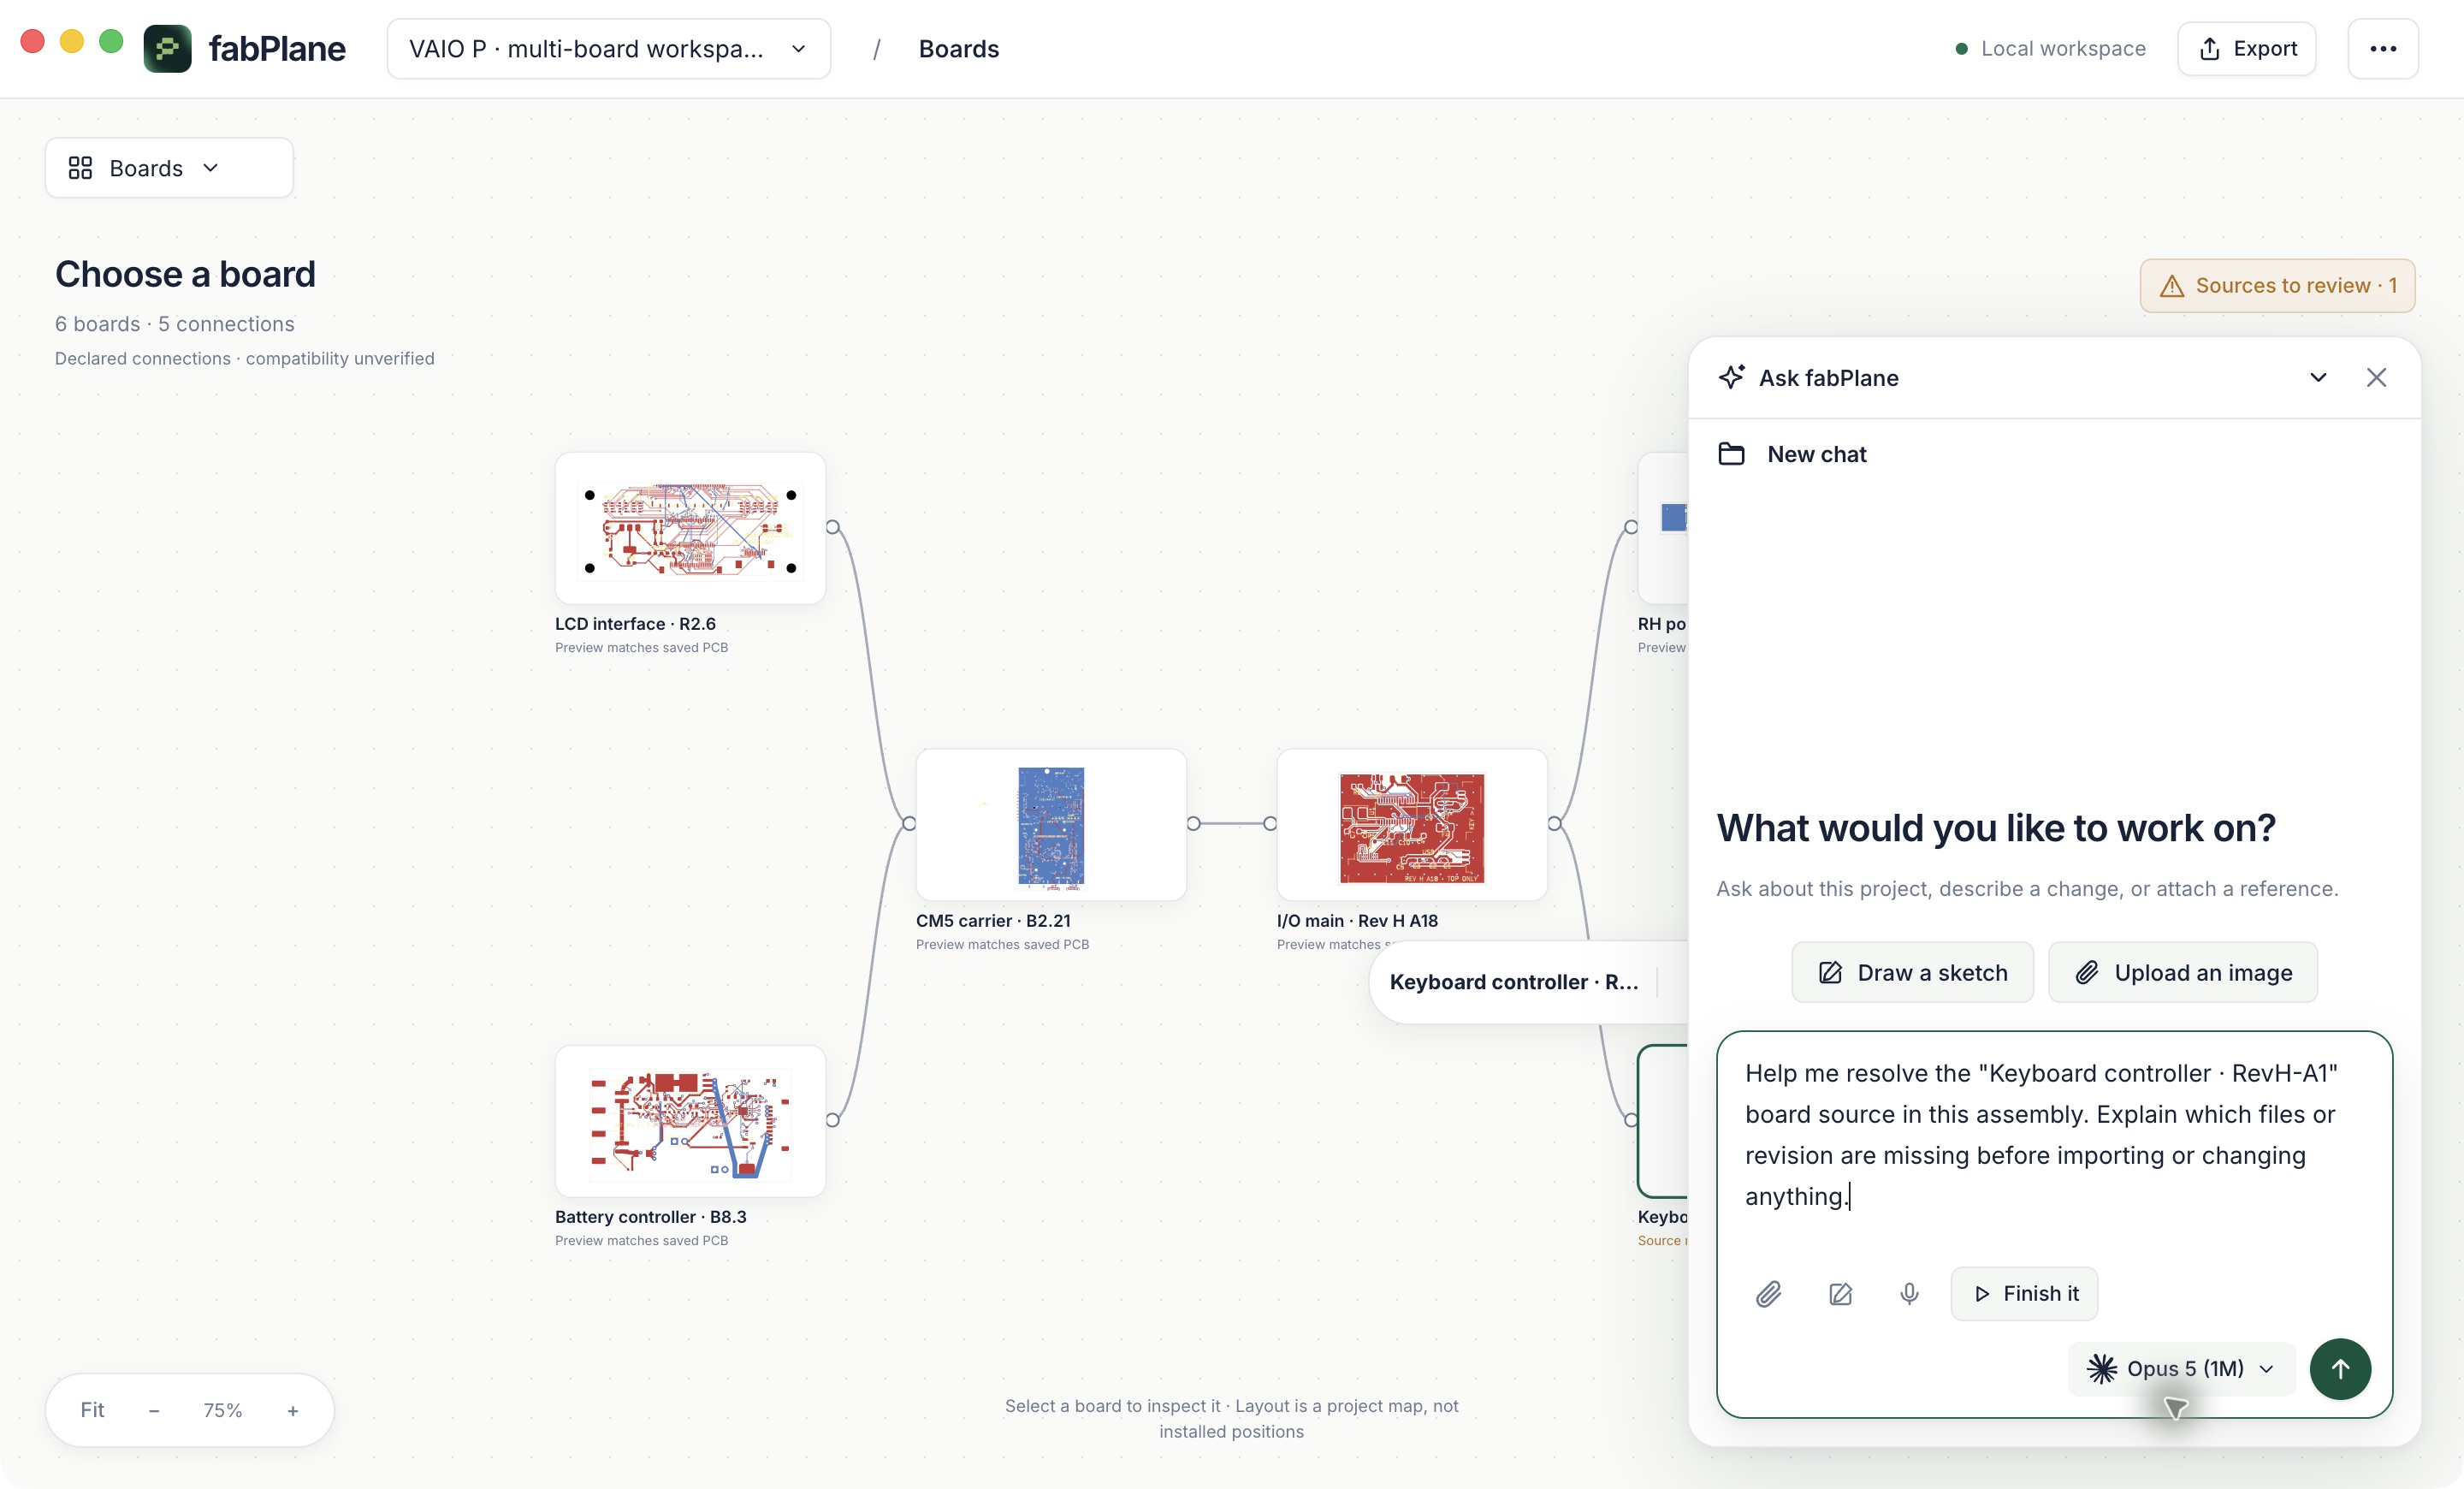 fabPlane
VAIO P · multi-board workspa...
/
Boards
Local workspace
Export
Boards
Choose a board
6 boards · 5 connections
Declared connections · compatibility unverified
Sources to review · 1
LCD interface · R2.6
Preview matches saved PCB
CM5 carrier · B2.21
Preview matches saved PCB
REV H A18 · TOP ONLY
I/O main · Rev H A18
Preview matches
Battery controller · B8.3
Preview matches saved PCB
RH po
Preview
Keyboard controller · R...
Keybo
Source
Fit
−
75%
+
Select a board to inspect it · Layout is a project map, not
installed positions
Ask fabPlane
New chat
What would you like to work on?
Ask about this project, describe a change, or attach a reference.
Draw a sketch
Upload an image
Help me resolve the "Keyboard controller · RevH-A1"
board source in this assembly. Explain which files or
revision are missing before importing or changing
anything.
Finish it
Opus 5 (1M)